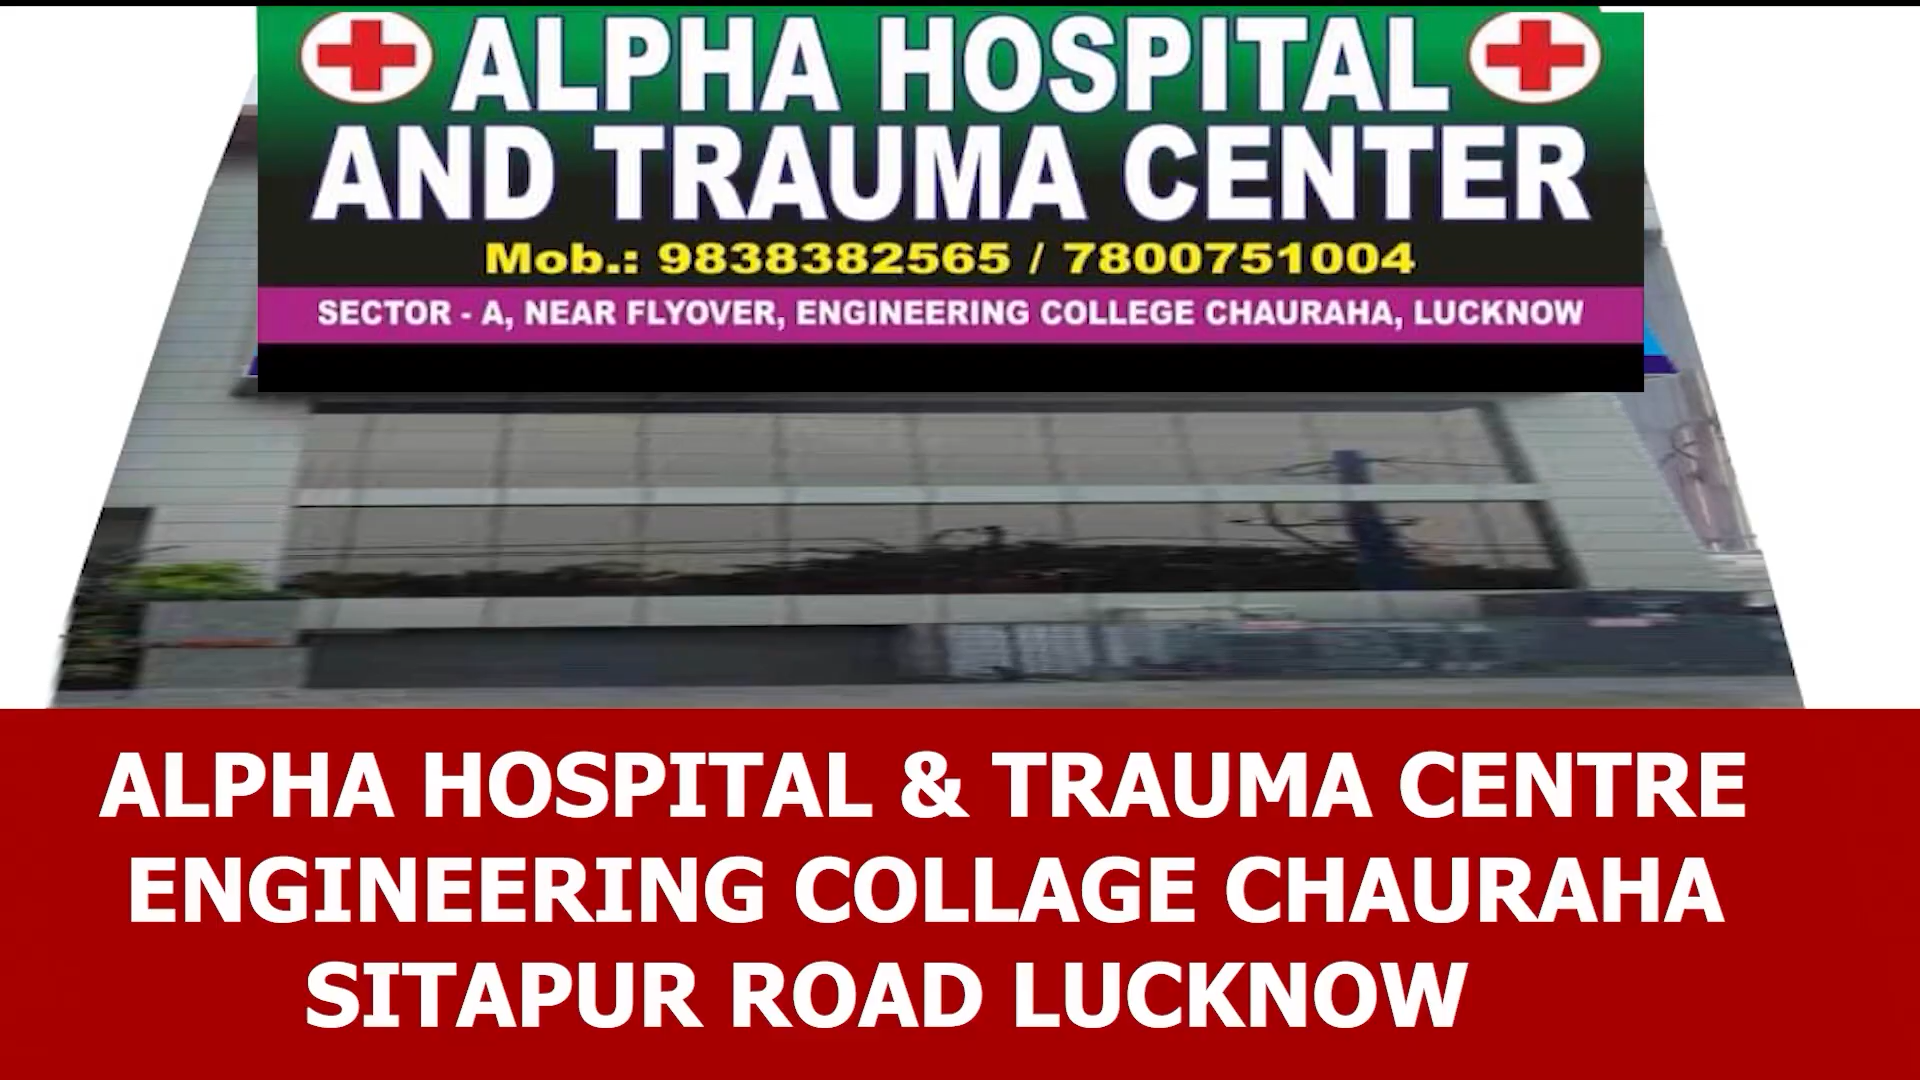 ALPHA HOSPITAL
AND TRAUMA CENTER
Mob.: 9838382565 / 7800751004
SECTOR - A, NEAR FLYOVER, ENGINEERING COLLEGE CHAURAHA, LUCKNOW
ALPHA HOSPITAL & TRAUMA CENTRE
ENGINEERING COLLAGE CHAURAHA
SITAPUR ROAD LUCKNOW